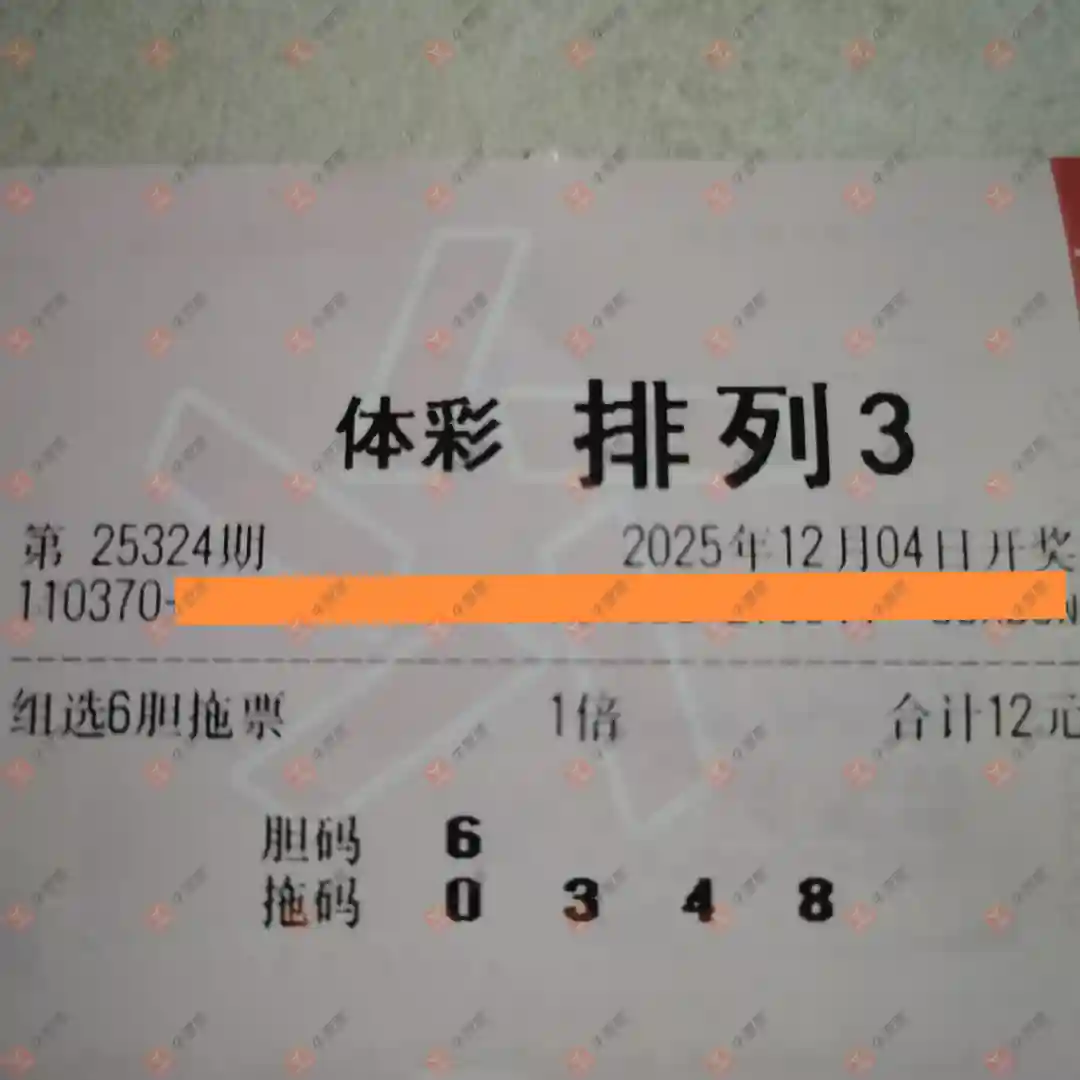 体彩 排列3
第 25324期 2025年12月04日开奖
110370-
组选6胆拖票 1倍 合计12元
胆码 6
拖码 0 3 4 8